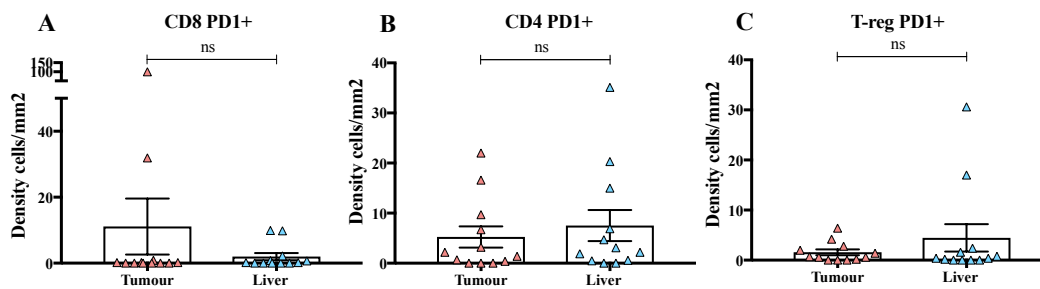 A
CD8 PD1+
ns
Density cells/mm2
150
100
40
20
0
Tumour
Liver
B
CD4 PD1+
ns
Density cells/mm2
40
30
20
10
0
Tumour
Liver
C
T-reg PD1+
ns
Density cells/mm2
40
30
20
10
0
Tumour
Liver